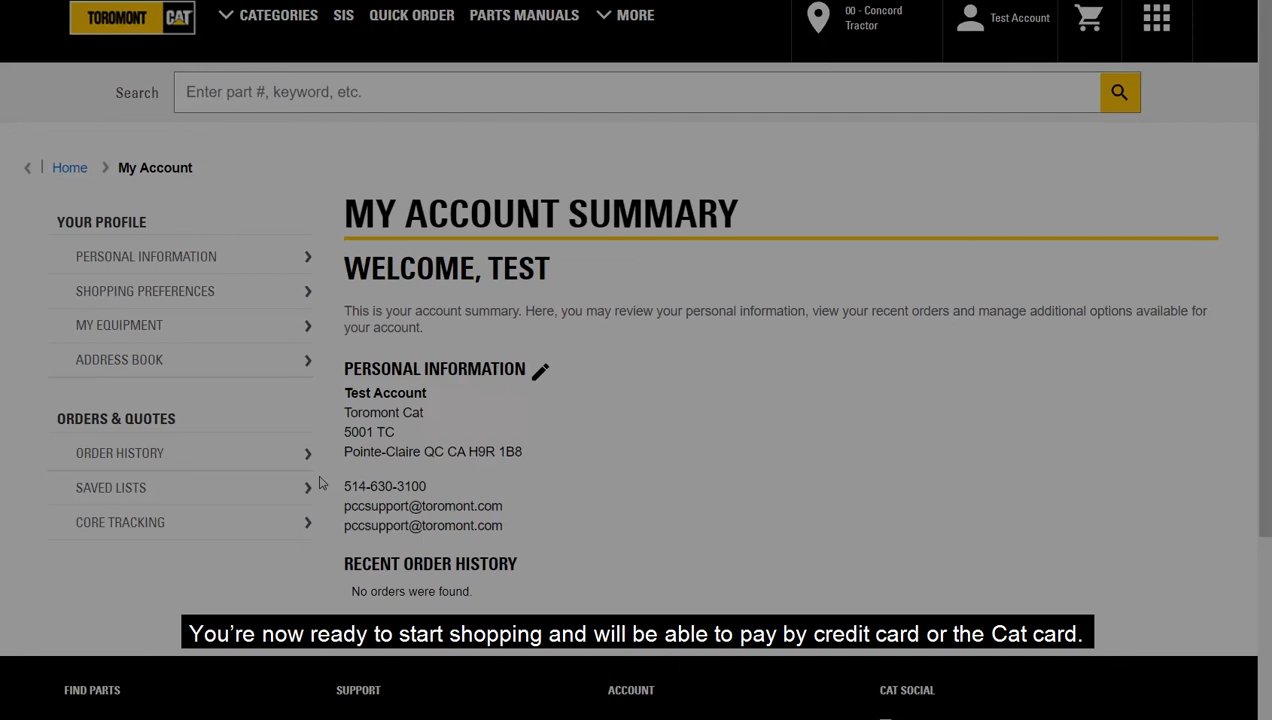 TOROMONT CAT
CATEGORIES SIS QUICK ORDER PARTS MANUALS MORE
00 - Concord
Tractor
Test Account
Search
Enter part #, keyword, etc.
Home
My Account
YOUR PROFILE
PERSONAL INFORMATION
SHOPPING PREFERENCES
MY EQUIPMENT
ADDRESS BOOK
ORDERS & QUOTES
ORDER HISTORY
SAVED LISTS
CORE TRACKING
MY ACCOUNT SUMMARY
WELCOME, TEST
This is your account summary. Here, you may review your personal information, view your recent orders and manage additional options available for
your account.
PERSONAL INFORMATION
Test Account
Toromont Cat
5001 TC
Pointe-Claire QC CA H9R 1B8
514-630-3100
pccsupport@toromont.com
pccsupport@toromont.com
RECENT ORDER HISTORY
No orders were found.
You’re now ready to start shopping and will be able to pay by credit card or the Cat card.
FIND PARTS
SUPPORT
ACCOUNT
CAT SOCIAL